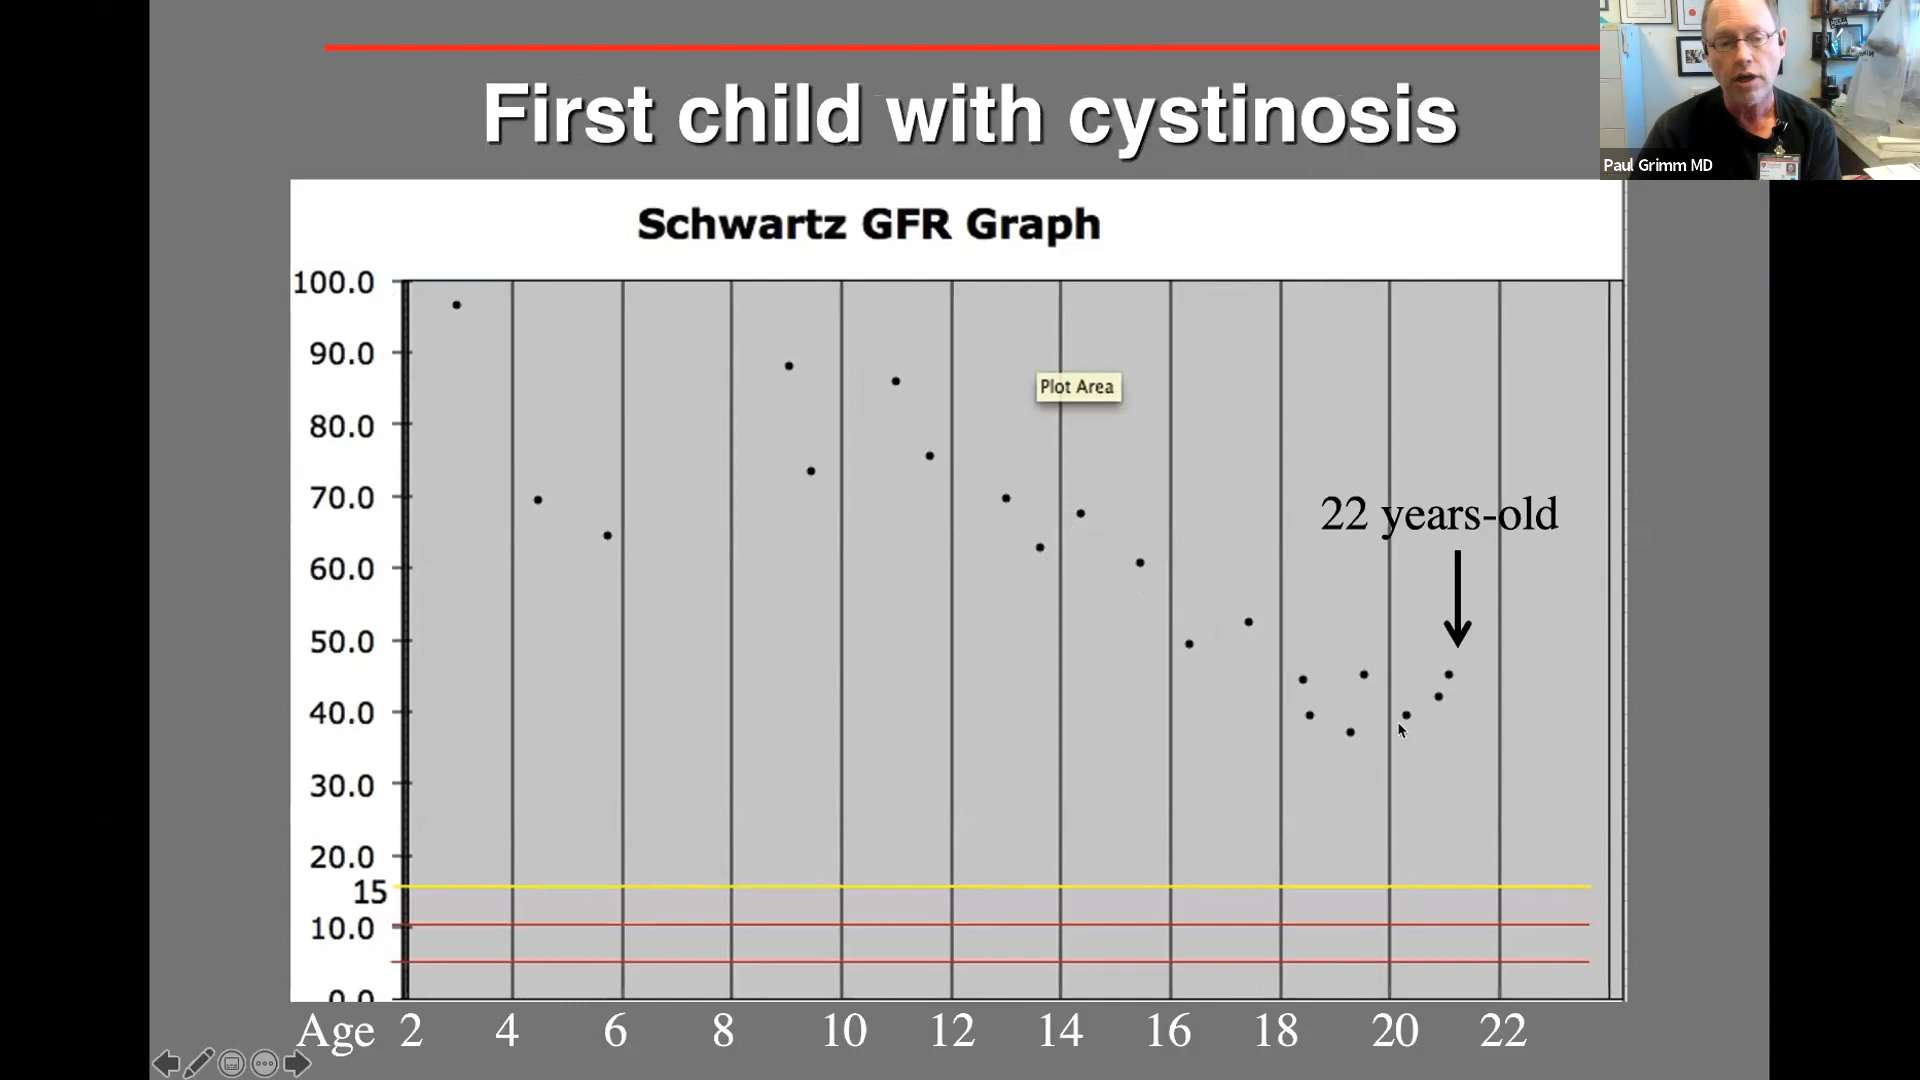 First child with cystinosis
Paul Grimm MD
Schwartz GFR Graph
100.0
90.0
80.0
70.0
60.0
50.0
40.0
30.0
20.0
15
10.0
0.0
Plot Area
22 years-old
Age 2 4 6 8 10 12 14 16 18 20 22